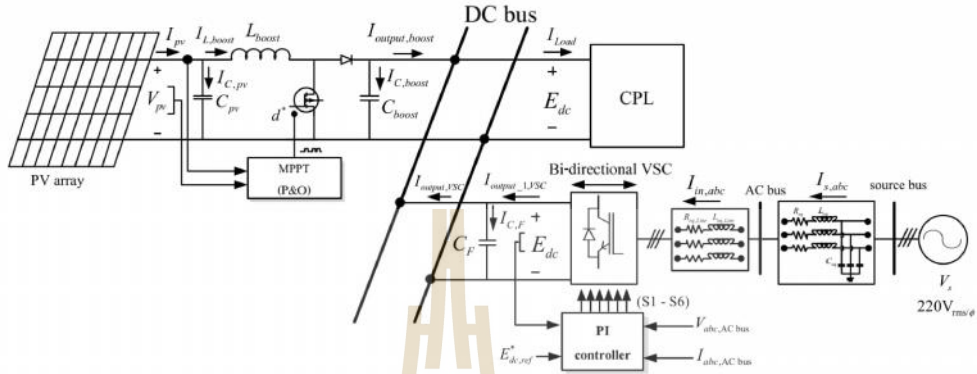 DC bus
I_pv
I_L,boost
L_boost
I_output,boost
I_Load
+
V_pv
−
I_C,pv
C_pv
d*
I_C,boost
C_boost
+
E_dc
−
CPL
MPPT
(P&O)
PV array
Bi-directional VSC
I_output,VSC
I_output_1,VSC
I_C,F
C_F
+
E_dc
−
I_in,abc
AC bus
I_s,abc
source bus
V_s
220V_rms/ϕ
(S1 - S6)
PI
controller
E*_dc,ref
V_abc,AC bus
I_abc,AC bus